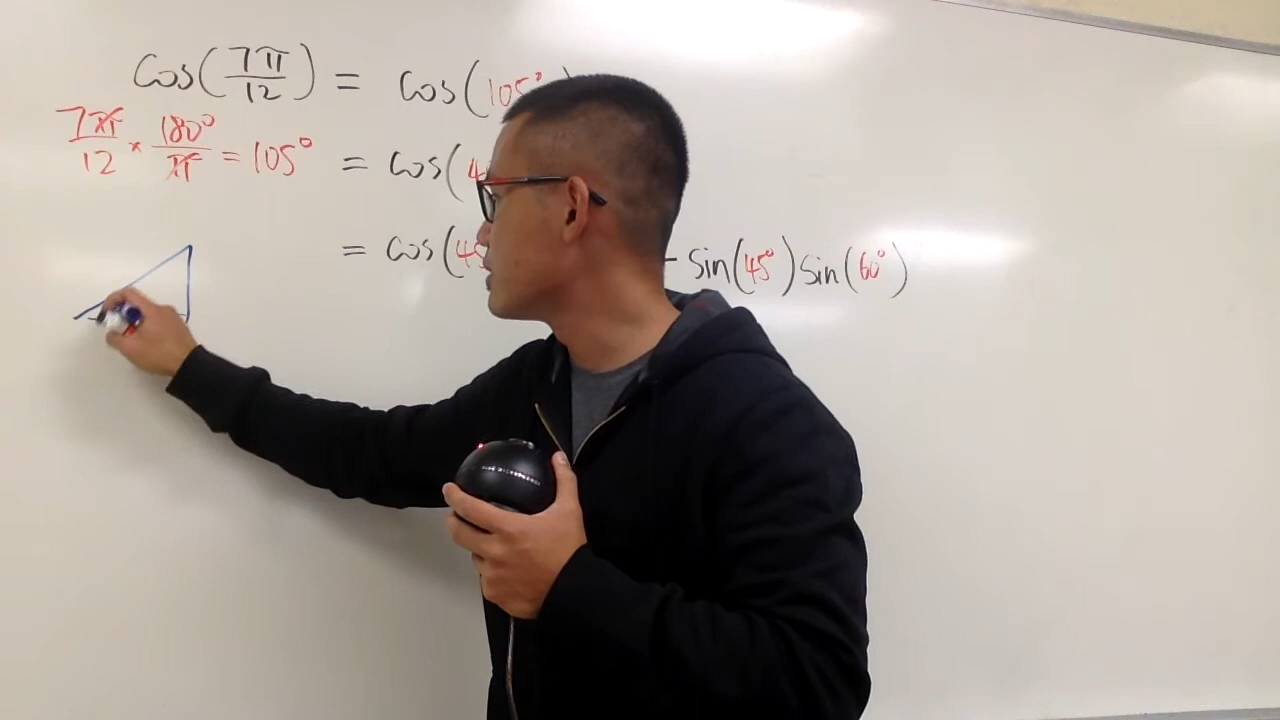 cos(7π/12) = cos(105°
7π/12 × 180°/π = 105° = cos(4
= cos(45 - sin(45°)sin(60°)